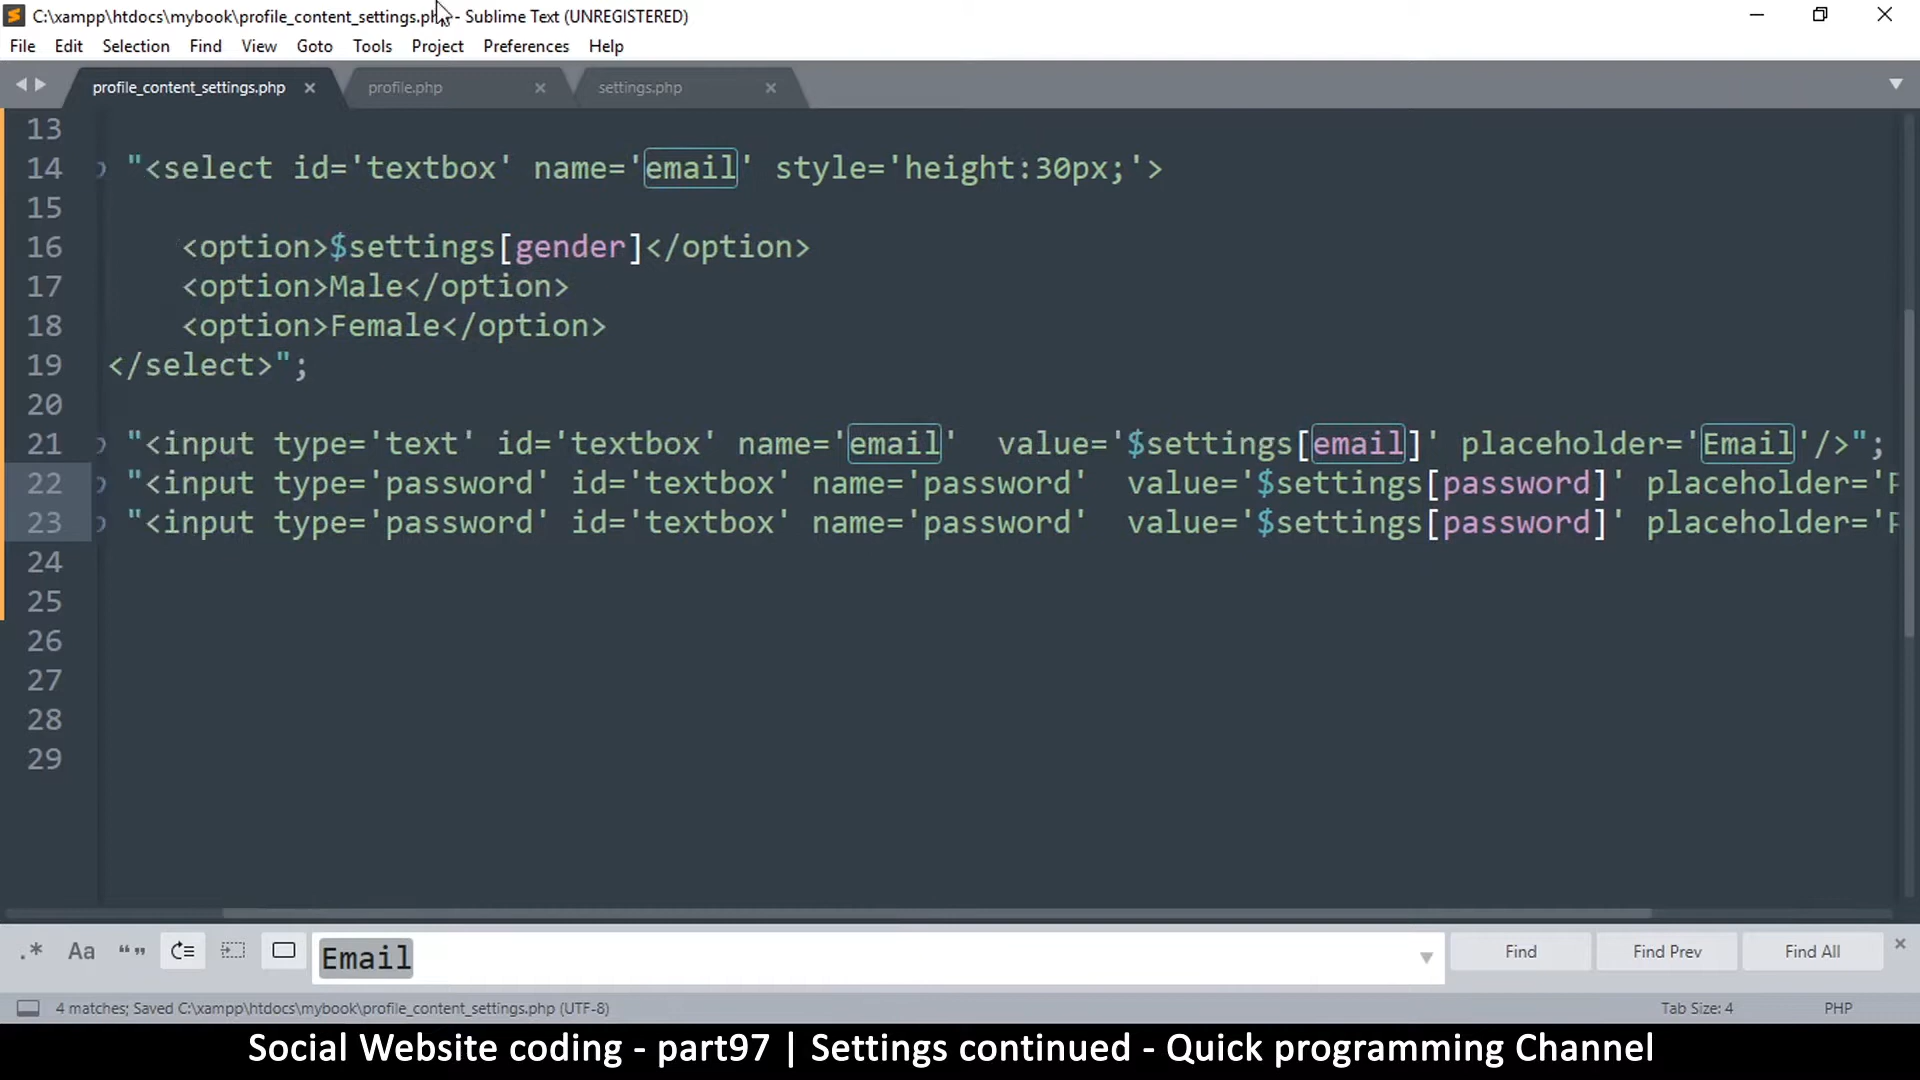 C:\xampp\htdocs\mybook\profile_content_settings.php - Sublime Text (UNREGISTERED)
File Edit Selection Find View Goto Tools Project Preferences Help
profile_content_settings.php profile.php settings.php
13
14 "<select id='textbox' name='email' style='height:30px;'>
15
16 <option>$settings[gender]</option>
17 <option>Male</option>
18 <option>Female</option>
19 </select>";
20
21 "<input type='text' id='textbox' name='email'  value='$settings[email]' placeholder='Email'/>";
22 "<input type='password' id='textbox' name='password'  value='$settings[password]' placeholder='P
23 "<input type='password' id='textbox' name='password'  value='$settings[password]' placeholder='P
24
25
26
27
28
29
.* Aa “ ” Email Find Find Prev Find All
4 matches; Saved C:\xampp\htdocs\mybook\profile_content_settings.php (UTF-8) Tab Size: 4 PHP
Social Website coding - part97 | Settings continued - Quick programming Channel